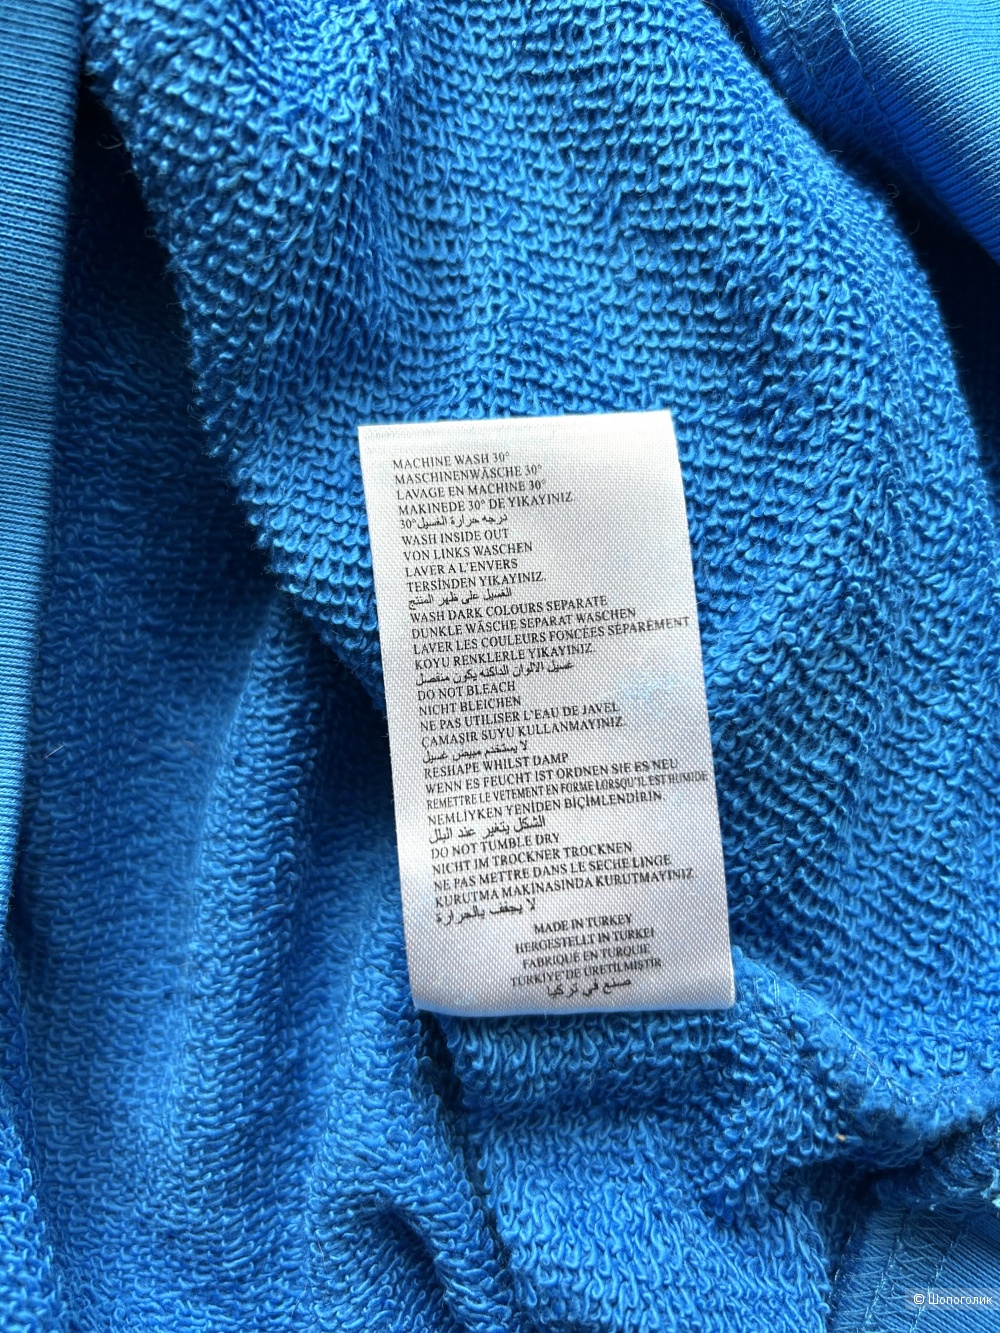 MACHINE WASH 30°
MASCHINENWÄSCHE 30°
LAVAGE EN MACHINE 30°
MAKINEDE 30° DE YIKAYINIZ.
درجه حرارة الغسيل 30°
WASH INSIDE OUT
VON LINKS WASCHEN
LAVER A L'ENVERS
TERSİNDEN YIKAYINIZ.
الغسيل على ظهر المنتج
WASH DARK COLOURS SEPARATE
DUNKLE WÄSCHE SEPARAT WASCHEN
LAVER LES COULEURS FONCÉES SÉPARÉMENT
KOYU RENKLERLE YIKAYINIZ.
غسيل الالوان الداكنه يكون منفصل
DO NOT BLEACH
NICHT BLEICHEN
NE PAS UTILISER L'EAU DE JAVEL
ÇAMAŞIR SUYU KULLANMAYINIZ.
لا يستخدم مبيض غسيل
RESHAPE WHILST DAMP
WENN ES FEUCHT IST ORDNEN SIE ES NEU
REMETTRE LE VETEMENT EN FORME LORSQU'IL EST HUMIDE
NEMLİYKEN YENİDEN BİÇİMLENDİRİN.
الشكل يتغير عند البلل
DO NOT TUMBLE DRY
NICHT IM TROCKNER TROCKNEN
NE PAS METTRE DANS LE SECHE LINGE
KURUTMA MAKİNASINDA KURUTMAYINIZ
لا يجفف بالحرارة
MADE IN TURKEY
HERGESTELLT IN TURKEI
FABRIQUÉ EN TURQUIE
TÜRKİYE'DE ÜRETİLMİŞTİR
صنع في تركيا
© Шопоголик